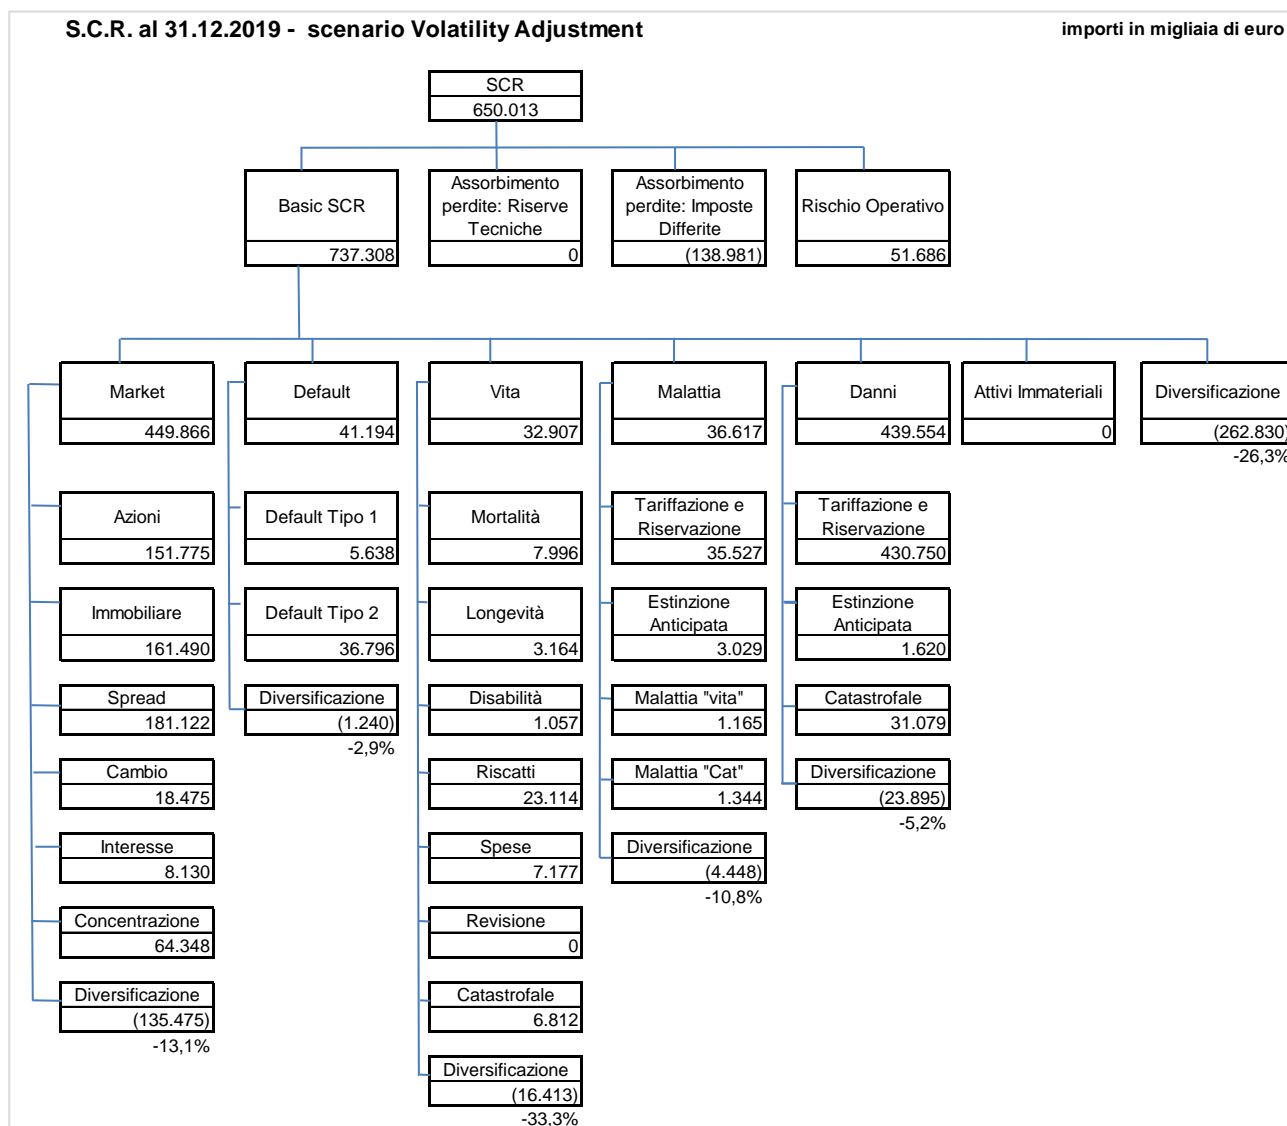 S.C.R. al 31.12.2019 - scenario Volatility Adjustment
importi in migliaia di euro
SCR
650.013
Basic SCR
737.308
Assorbimento
perdite: Riserve
Tecniche
0
Assorbimento
perdite: Imposte
Differite
(138.981)
Rischio Operativo
51.686
Market
449.866
Default
41.194
Vita
32.907
Malattia
36.617
Danni
439.554
Attivi Immateriali
0
Diversificazione
(262.830)
-26,3%
Azioni
151.775
Immobiliare
161.490
Spread
181.122
Cambio
18.475
Interesse
8.130
Concentrazione
64.348
Diversificazione
(135.475)
-13,1%
Default Tipo 1
5.638
Default Tipo 2
36.796
Diversificazione
(1.240)
-2,9%
Mortalità
7.996
Longevità
3.164
Disabilità
1.057
Riscatti
23.114
Spese
7.177
Revisione
0
Catastrofale
6.812
Diversificazione
(16.413)
-33,3%
Tariffazione e
Riservazione
35.527
Estinzione
Anticipata
3.029
Malattia "vita"
1.165
Malattia "Cat"
1.344
Diversificazione
(4.448)
-10,8%
Tariffazione e
Riservazione
430.750
Estinzione
Anticipata
1.620
Catastrofale
31.079
Diversificazione
(23.895)
-5,2%